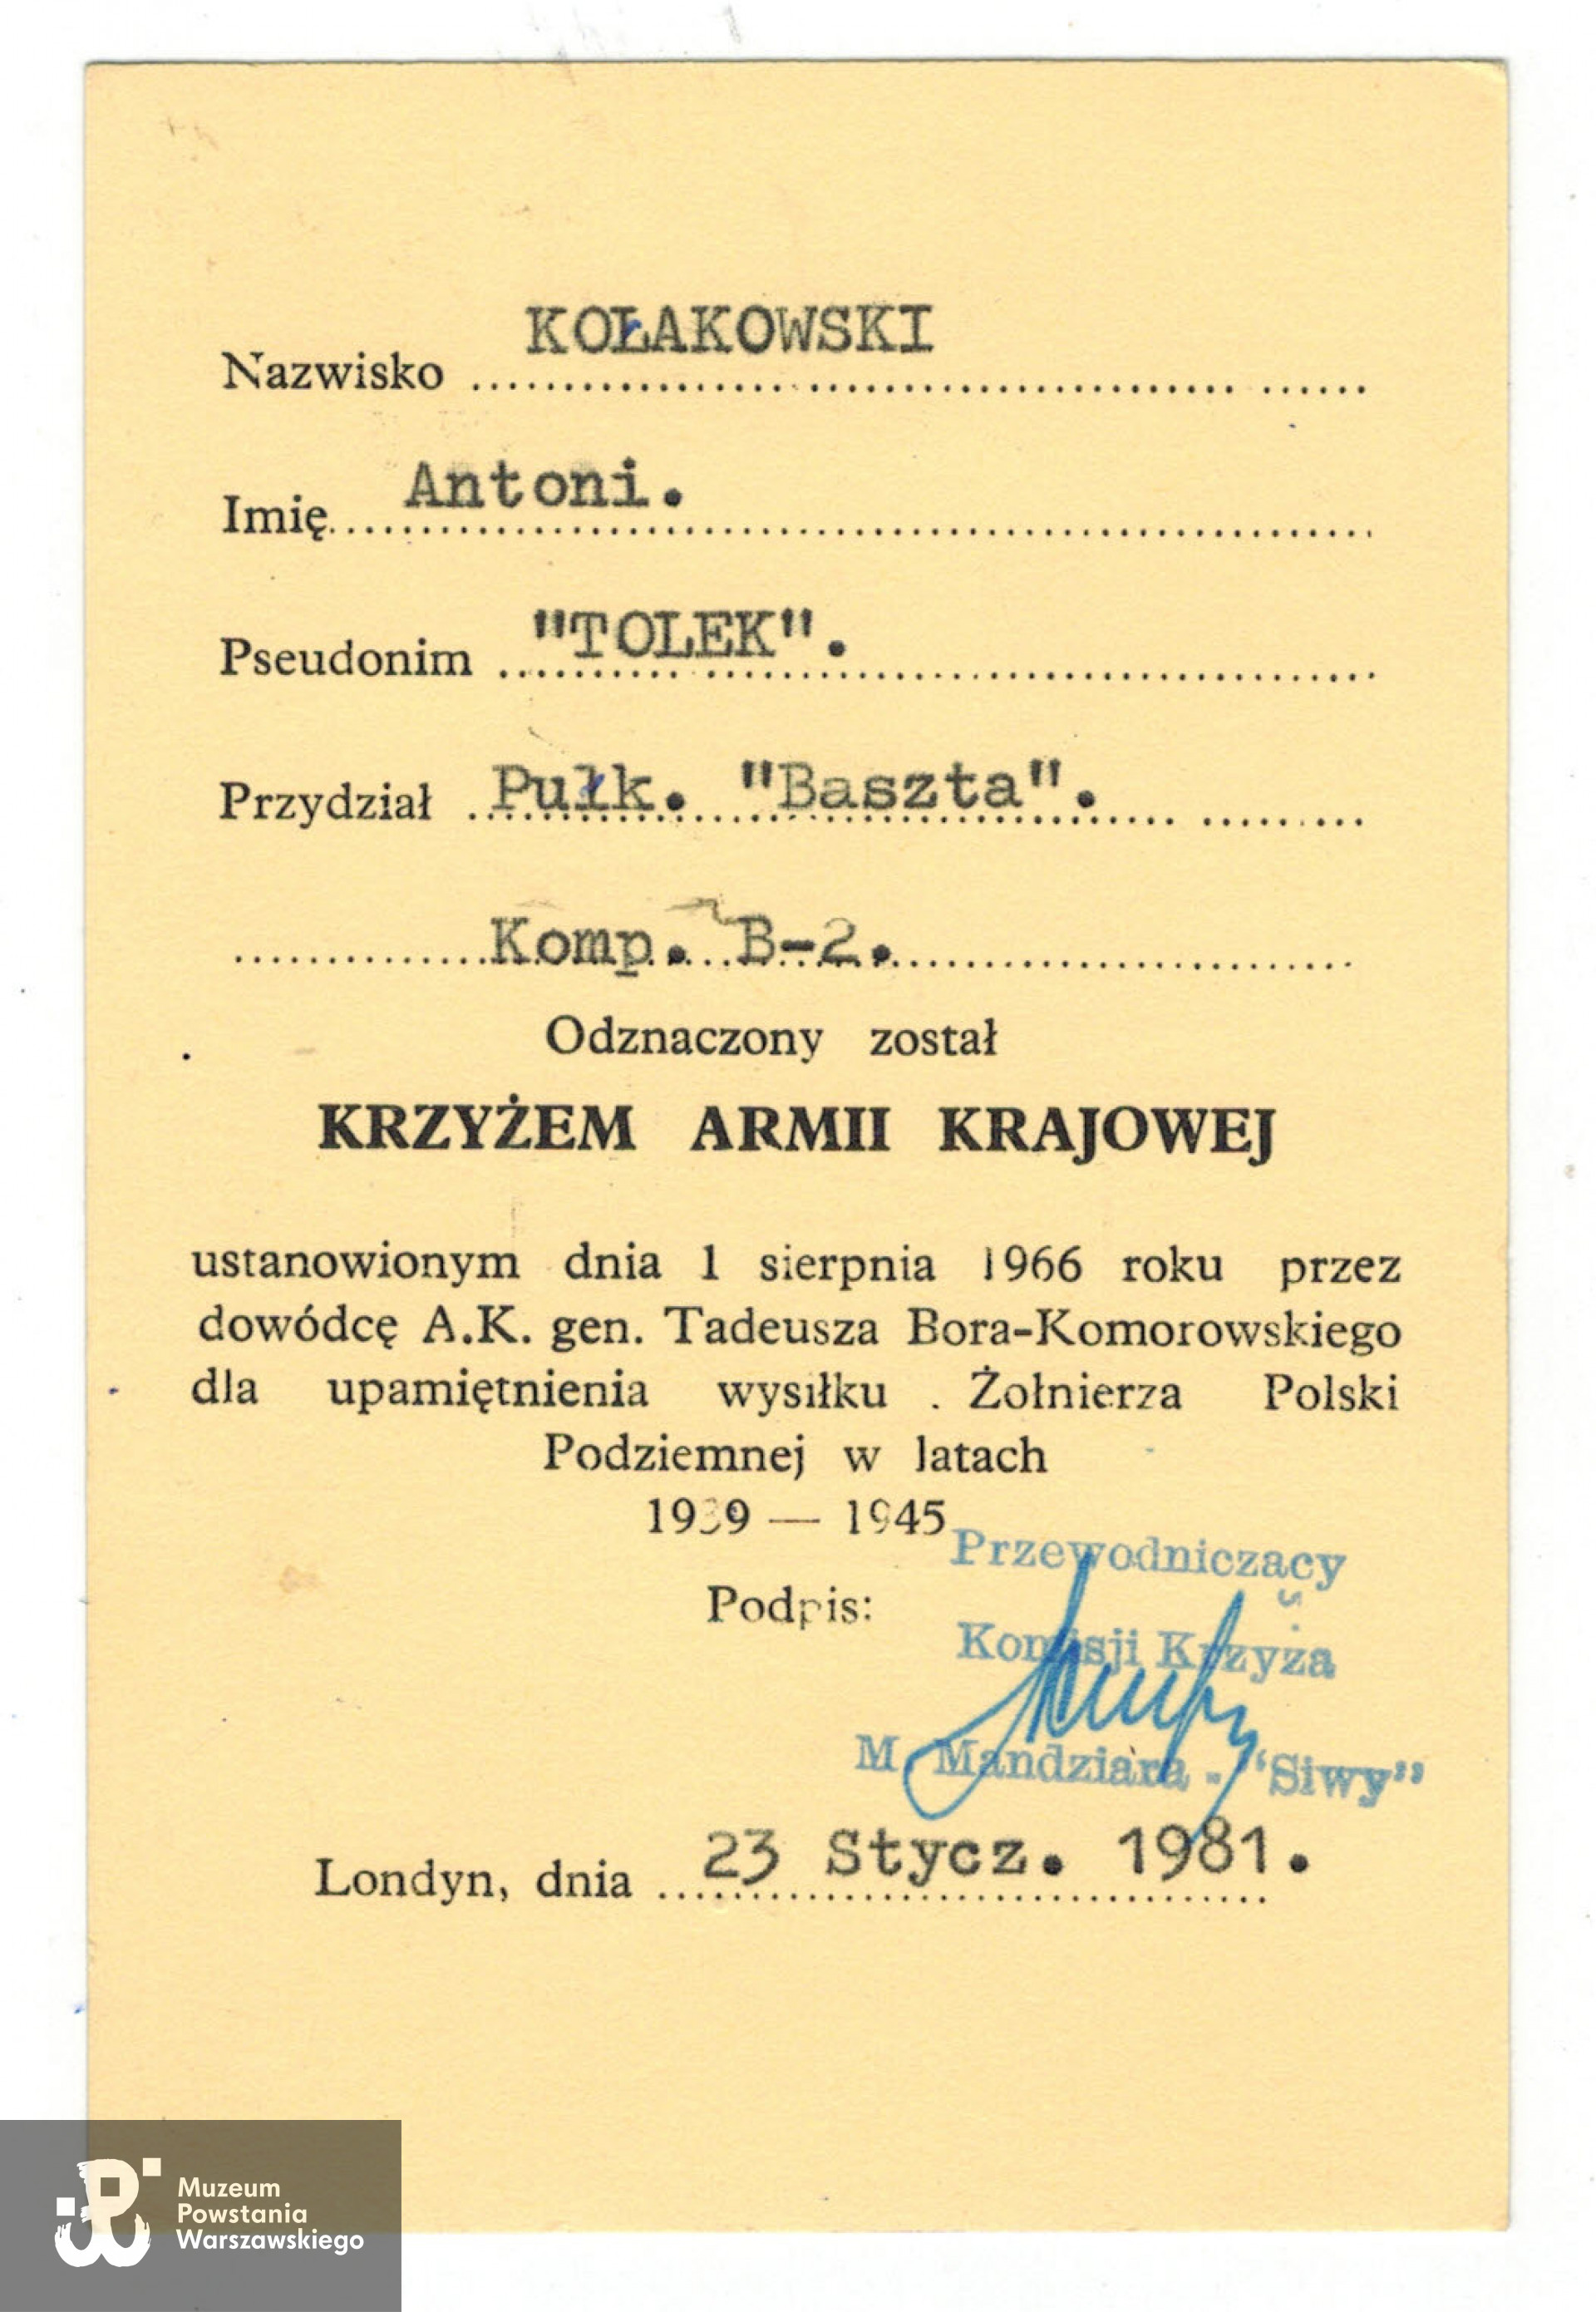 Nazwisko KOŁAKOWSKI
Imię Antoni.
Pseudonim "TOLEK".
Przydział Pułk. "Baszta".
Komp. B-2.
Odznaczony został
KRZYŻEM ARMII KRAJOWEJ
ustanowionym dnia 1 sierpnia 1966 roku przez
dowódcę A.K. gen. Tadeusza Bora-Komorowskiego
dla upamiętnienia wysiłku Żołnierza Polski
Podziemnej w latach
1939 — 1945
Przewodniczący
Podpis:
Komisji Krzyża
M. Mandziara - "Siwy"
Londyn, dnia 23 Stycz. 1981.
Muzeum
Powstania
Warszawskiego